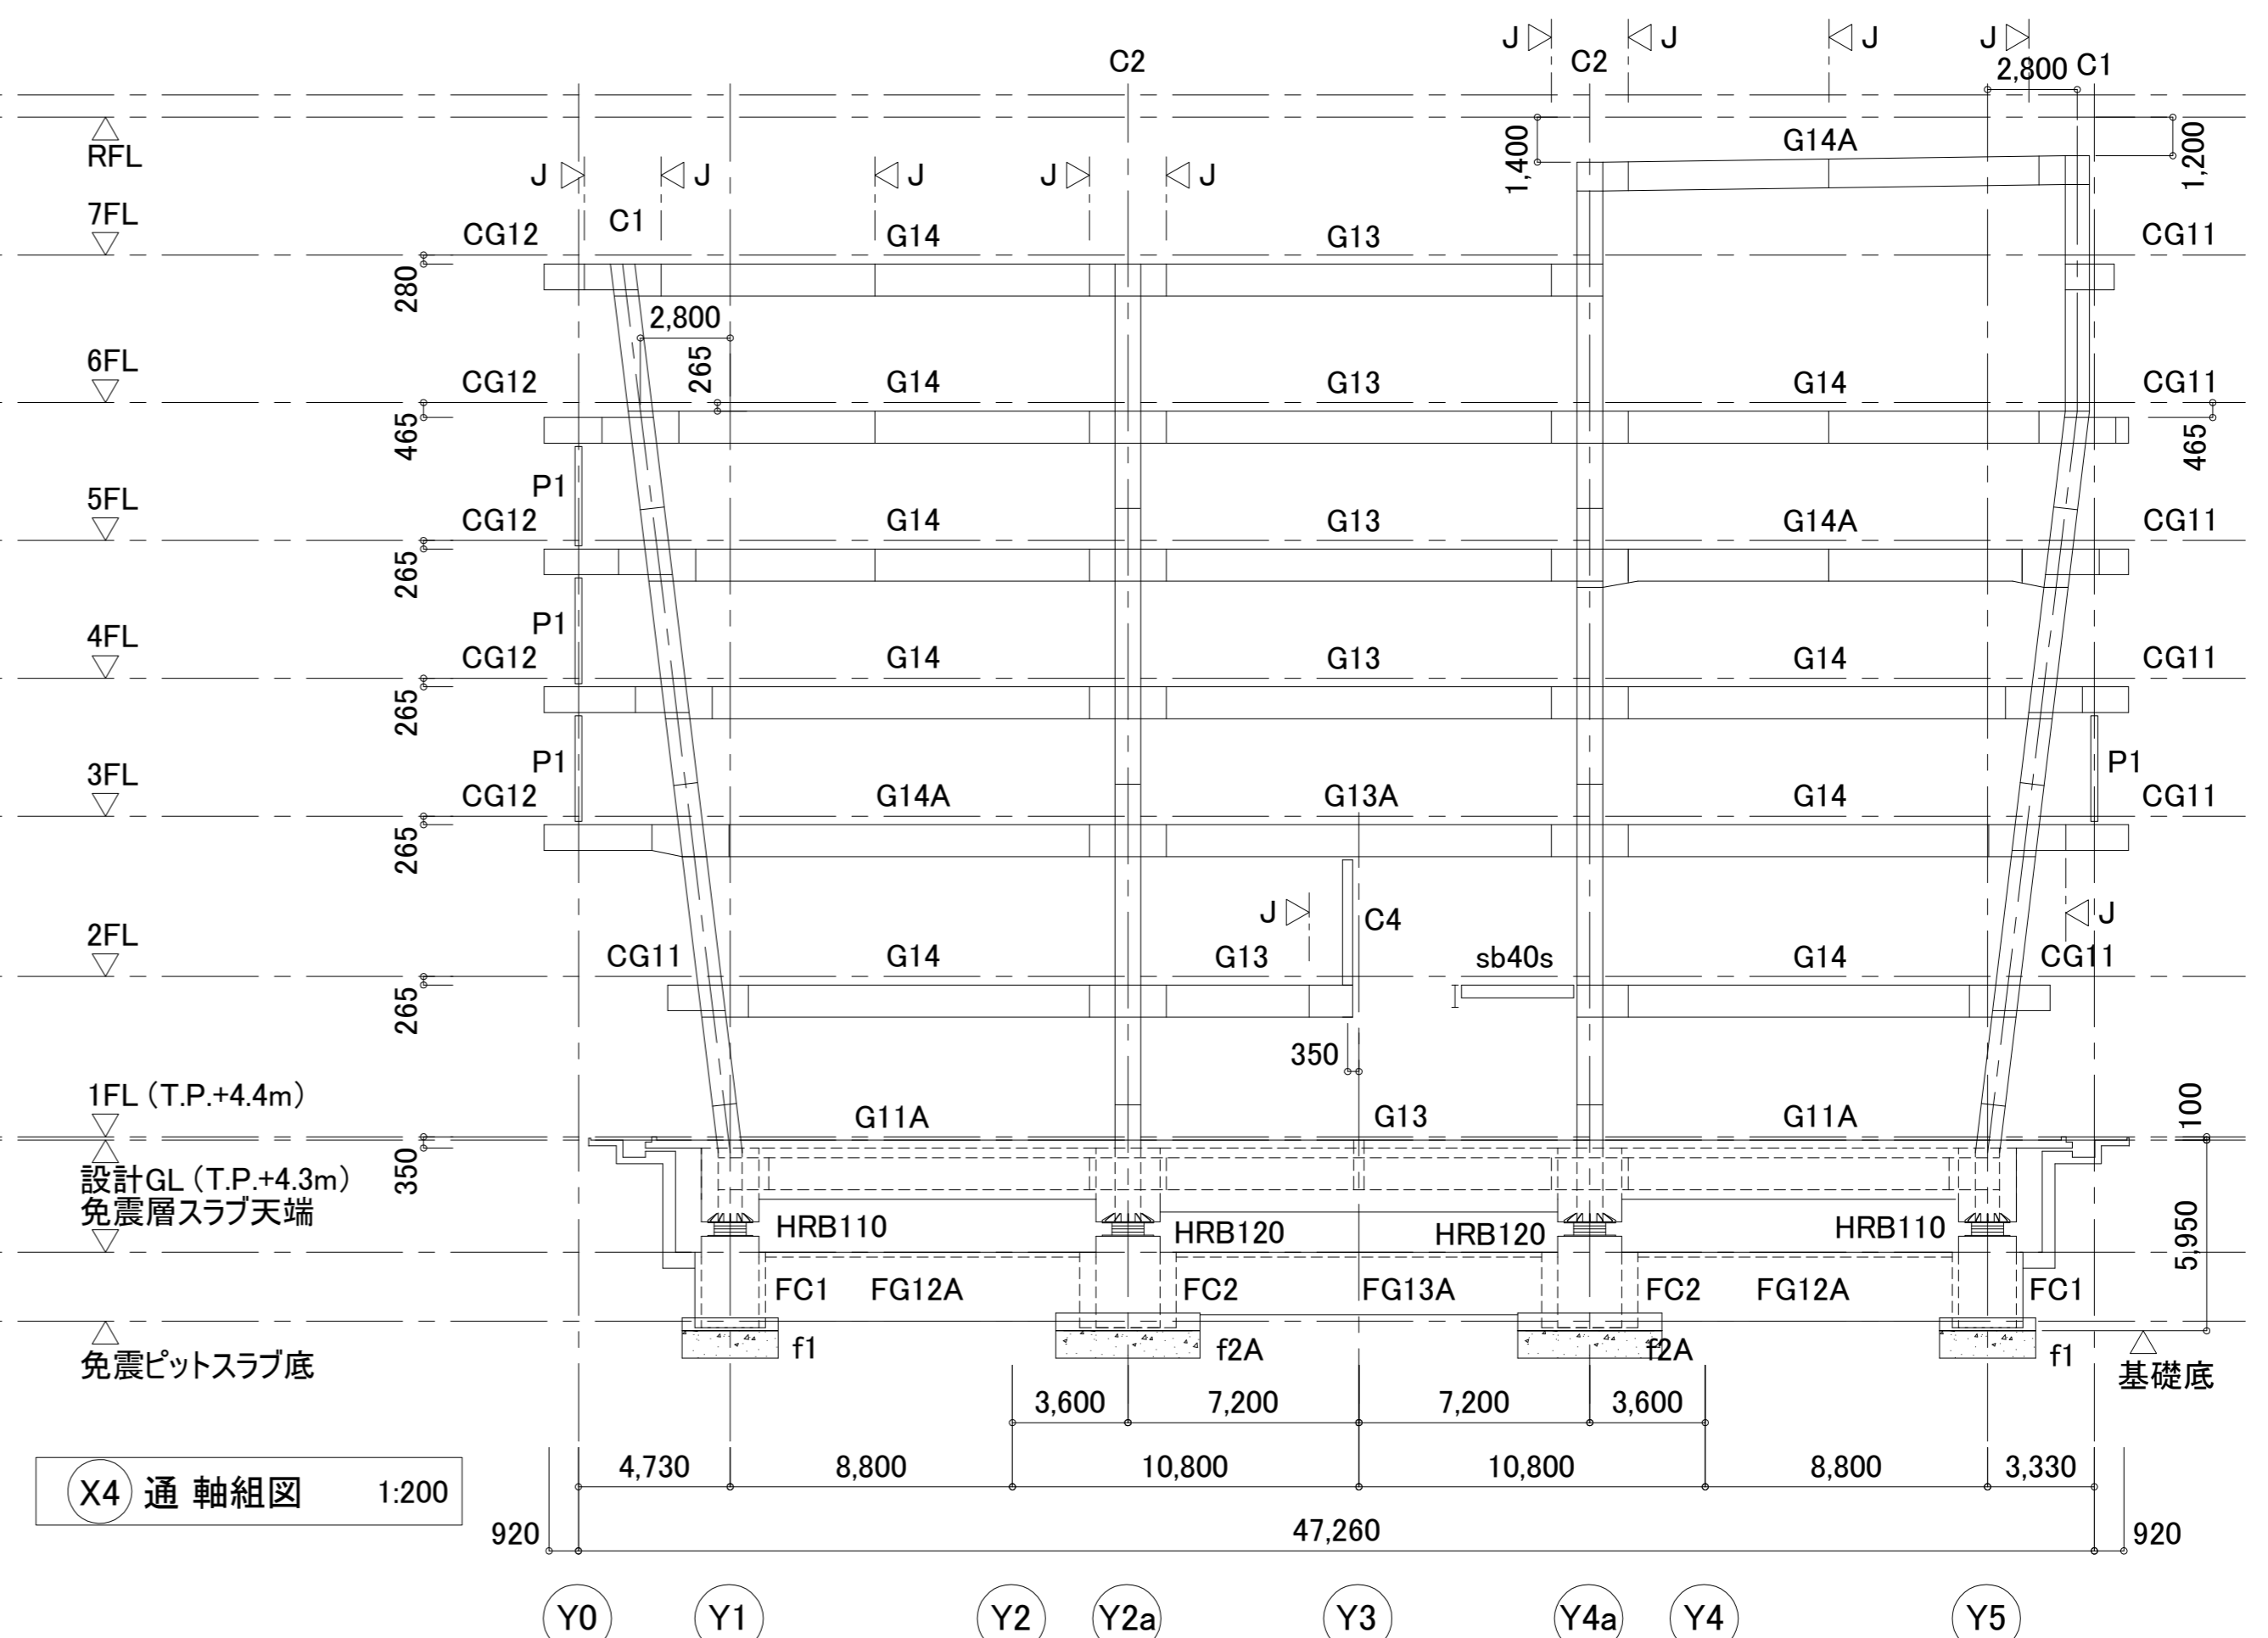 J J J J
C2 C2 2,800 C1
RFL 1,400 G14A 1,200
J J J J J
7FL CG12 C1 G14 G13 CG11
280
2,800
6FL CG12 265 G14 G13 G14 CG11
465 465
P1
5FL CG12 G14 G13 G14A CG11
265
P1
4FL CG12 G14 G13 G14 CG11
265
P1 P1
3FL CG12 G14A G13A G14 CG11
265
J C4 J
2FL CG11 G14 G13 sb40s G14 CG11
265
350
1FL（T.P.+4.4m） G11A G13 G11A 100
設計GL（T.P.+4.3m） 350
免震層スラブ天端
HRB110 HRB120 HRB120 HRB110 5,950
FC1 FG12A FC2 FG13A FC2 FG12A FC1
免震ピットスラブ底 f1 f2A f2A f1 基礎底
3,600 7,200 7,200 3,600
4,730 8,800 10,800 10,800 8,800 3,330
X4 通 軸組図 1:200
920 47,260 920
Y0 Y1 Y2 Y2a Y3 Y4a Y4 Y5